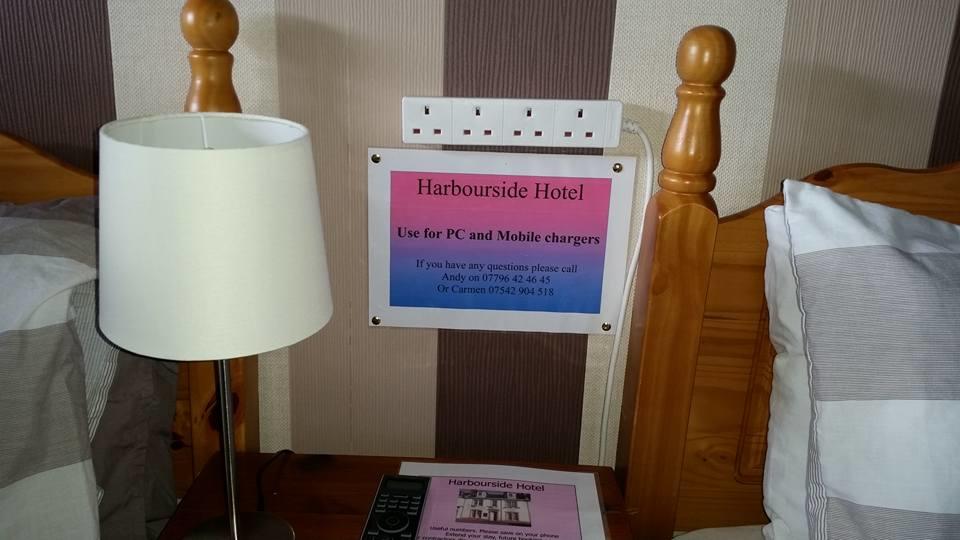 Harbourside Hotel
Use for PC and Mobile chargers
If you have any questions please call
Andy on 07796 42 46 45
Or Carmen 07542 904 518
Harbourside Hotel
Useful numbers, Please save on your phone
Extend your stay, future